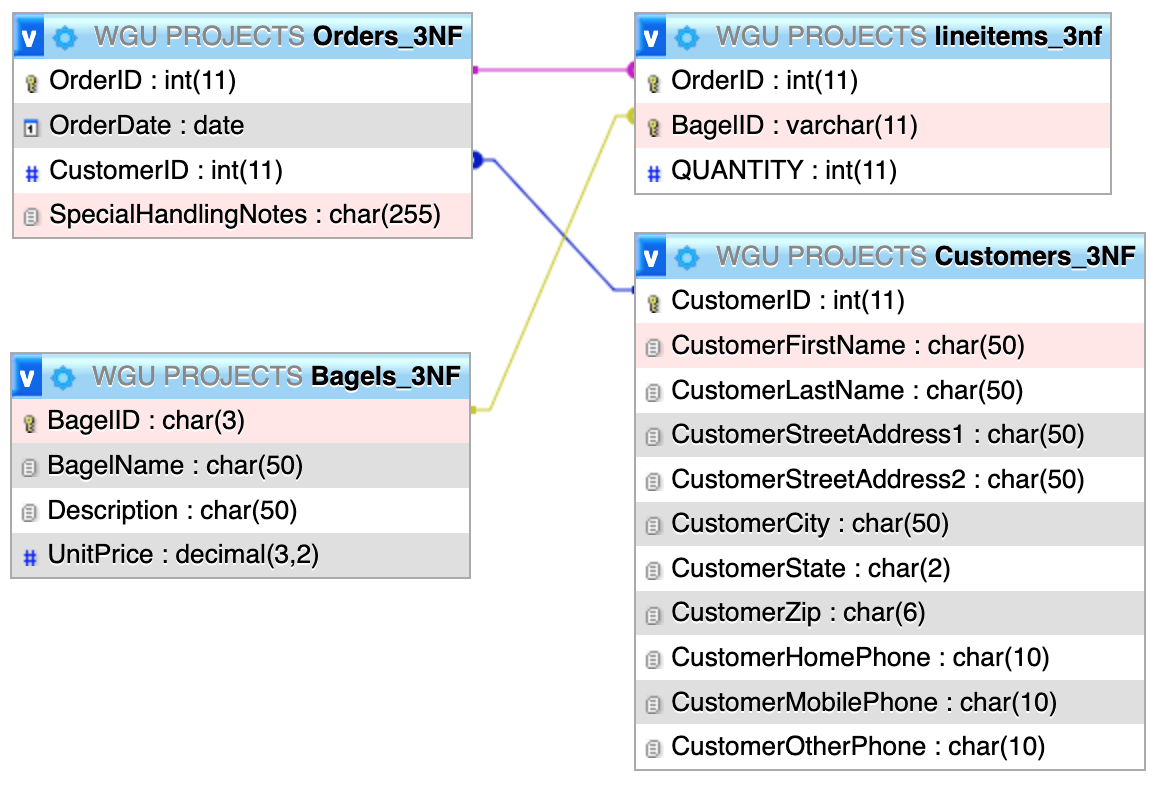 v WGU PROJECTS Orders_3NF
OrderID : int(11)
OrderDate : date
# CustomerID : int(11)
SpecialHandlingNotes : char(255)
v WGU PROJECTS lineitems_3nf
OrderID : int(11)
BagelID : varchar(11)
# QUANTITY : int(11)
v WGU PROJECTS Customers_3NF
CustomerID : int(11)
CustomerFirstName : char(50)
CustomerLastName : char(50)
CustomerStreetAddress1 : char(50)
CustomerStreetAddress2 : char(50)
CustomerCity : char(50)
CustomerState : char(2)
CustomerZip : char(6)
CustomerHomePhone : char(10)
CustomerMobilePhone : char(10)
CustomerOtherPhone : char(10)
v WGU PROJECTS Bagels_3NF
BagelID : char(3)
BagelName : char(50)
Description : char(50)
# UnitPrice : decimal(3,2)